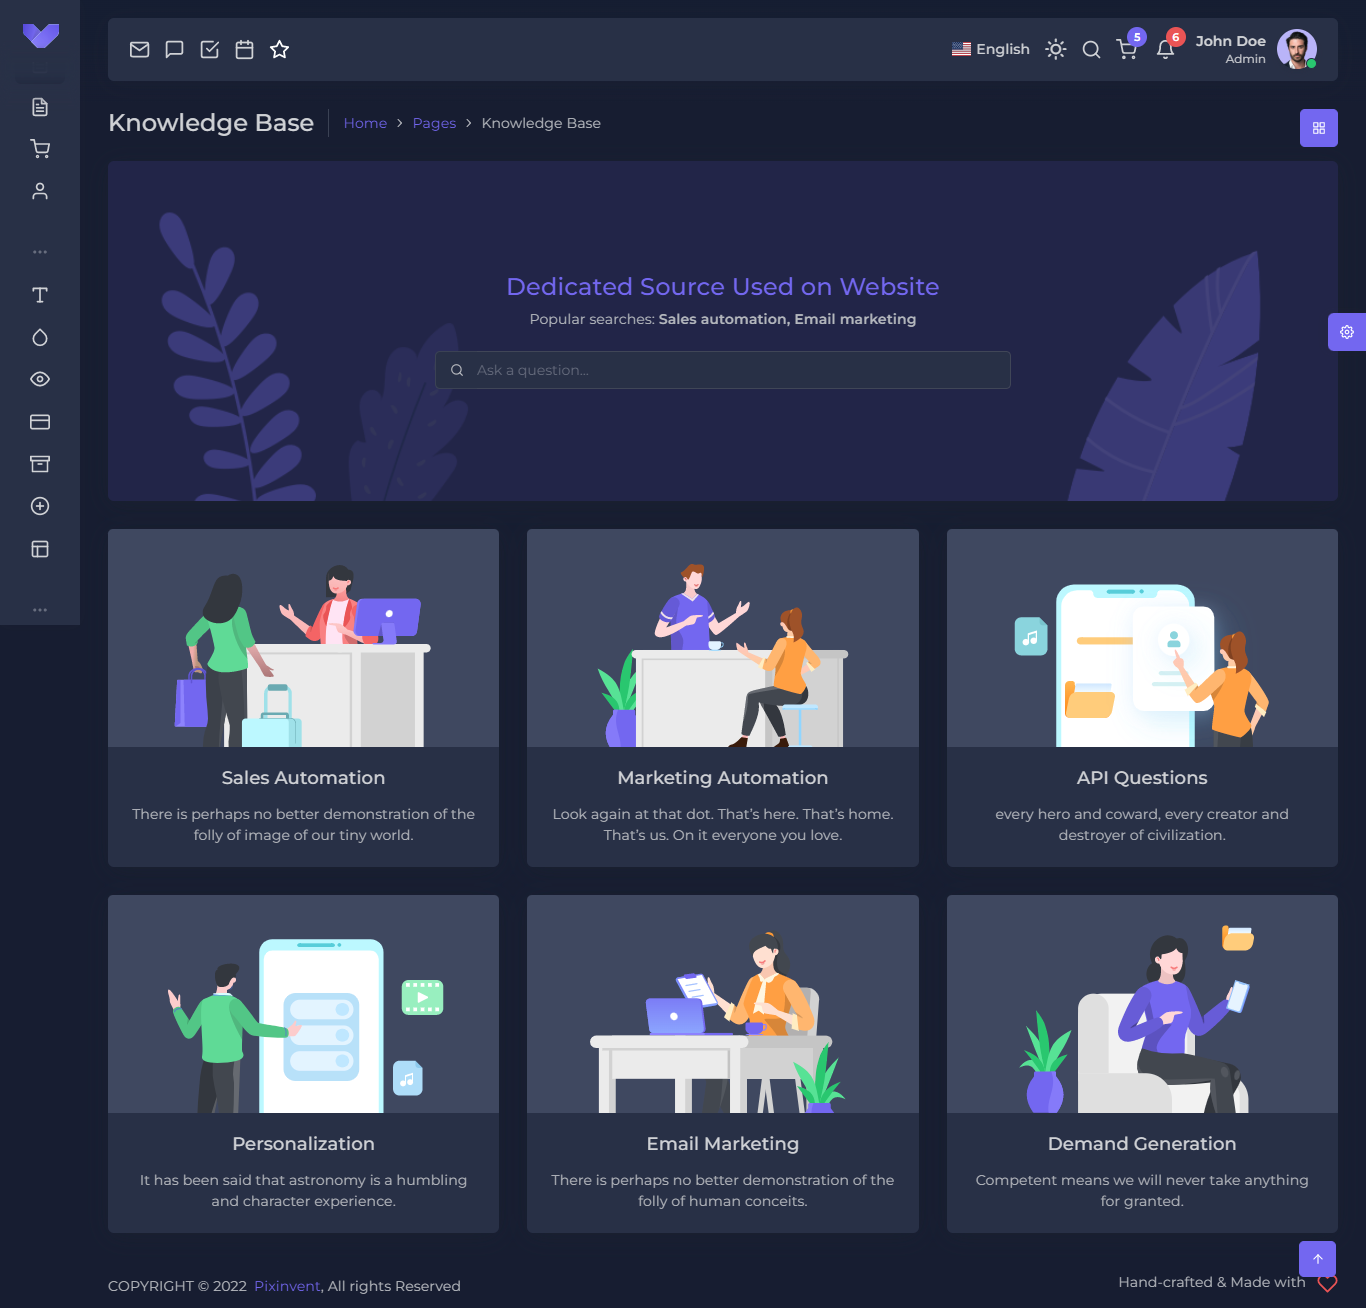 English
5
6
John Doe
Admin
Knowledge Base
Home
Pages
Knowledge Base
Dedicated Source Used on Website
Popular searches: Sales automation, Email marketing
Ask a question...
Sales Automation
There is perhaps no better demonstration of the
folly of image of our tiny world.
Marketing Automation
Look again at that dot. That’s here. That’s home.
That’s us. On it everyone you love.
API Questions
every hero and coward, every creator and
destroyer of civilization.
Personalization
It has been said that astronomy is a humbling
and character experience.
Email Marketing
There is perhaps no better demonstration of the
folly of human conceits.
Demand Generation
Competent means we will never take anything
for granted.
COPYRIGHT © 2022 Pixinvent, All rights Reserved
Hand-crafted & Made with